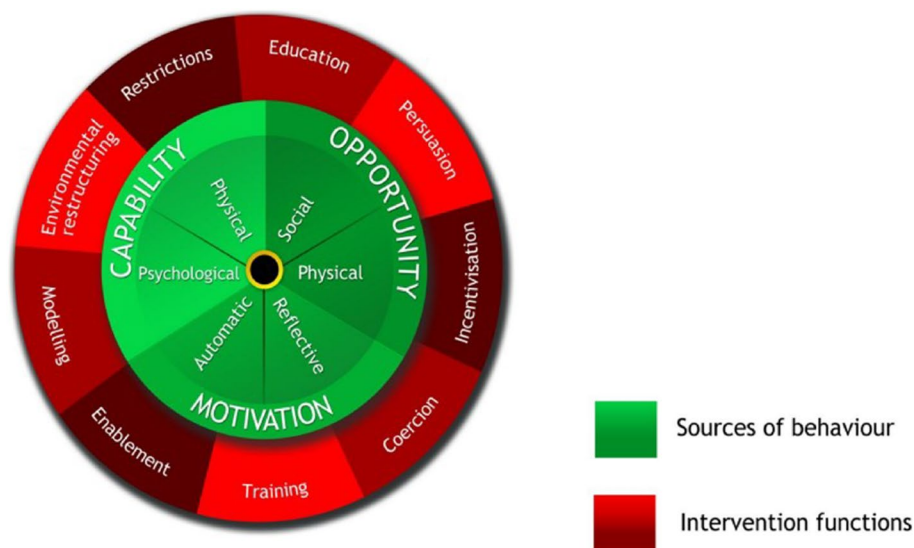 Restrictions
Education
Persuasion
Incentivisation
Coercion
Training
Enablement
Modelling
Environmental
restructuring
CAPABILITY
OPPORTUNITY
MOTIVATION
Physical
Social
Psychological
Physical
Automatic
Reflective
Sources of behaviour
Intervention functions